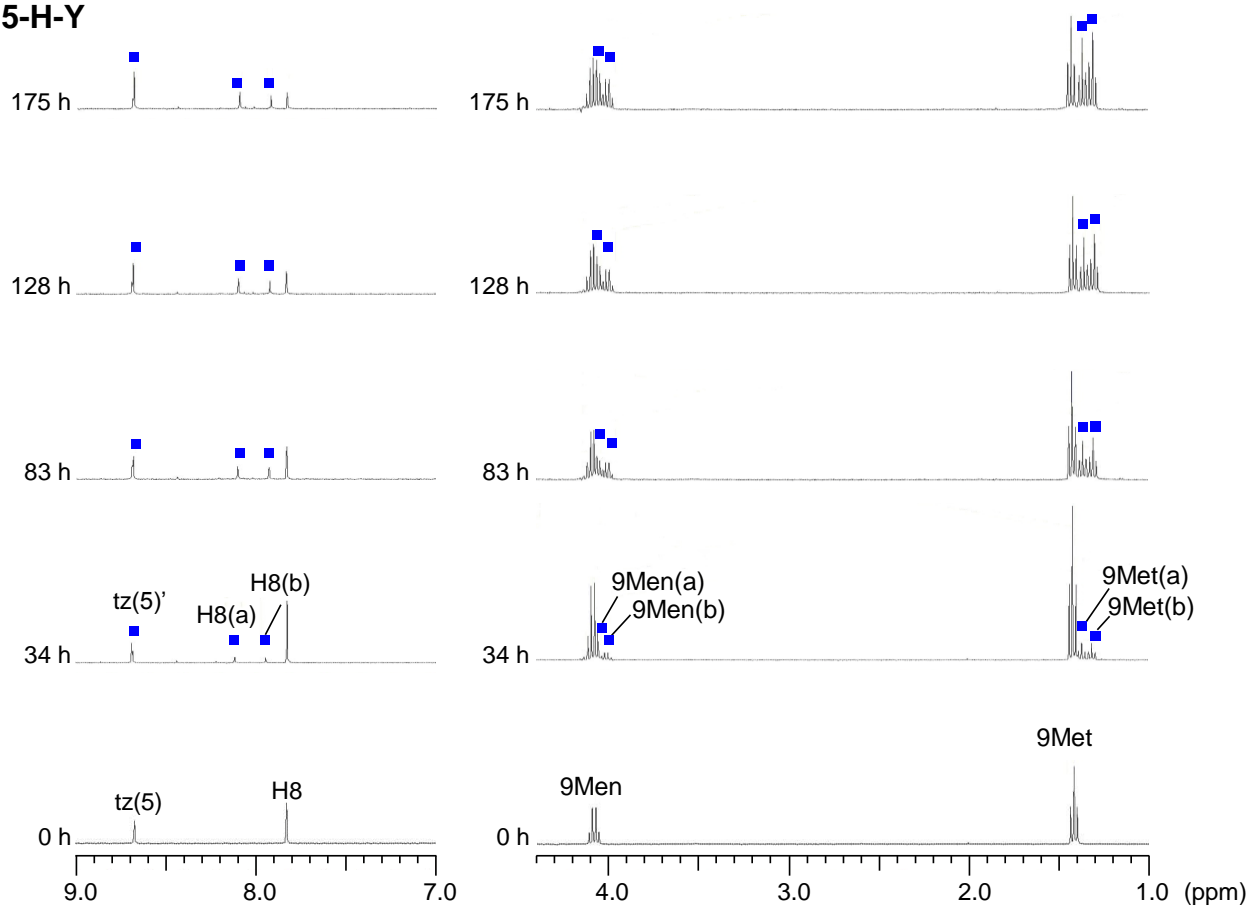 5-H-Y
175 h
175 h
128 h
128 h
83 h
83 h
tz(5)'
H8(a)
H8(b)
34 h
9Men(a)
9Men(b)
9Met(a)
9Met(b)
34 h
tz(5)
H8
0 h
9Men
9Met
0 h
9.0 8.0 7.0 4.0 3.0 2.0 1.0 (ppm)